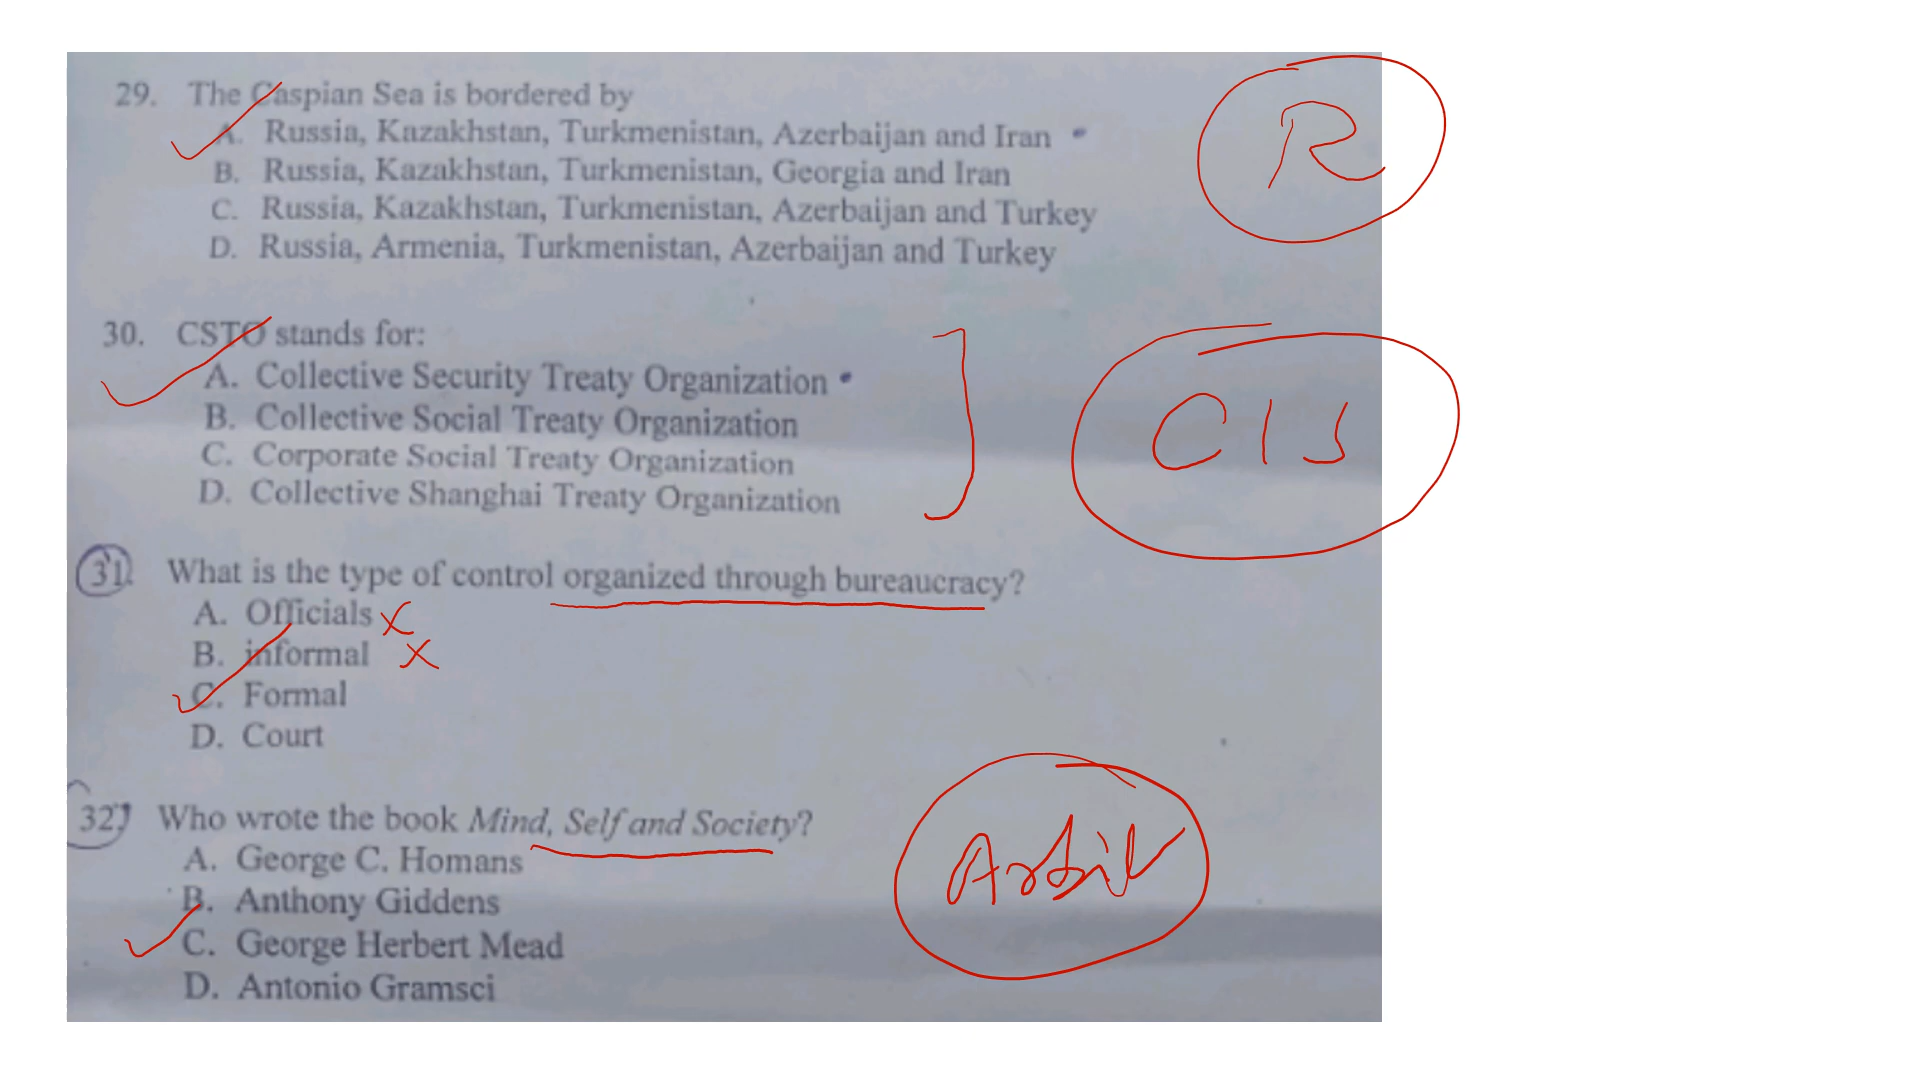 29. The Caspian Sea is bordered by
A. Russia, Kazakhstan, Turkmenistan, Azerbaijan and Iran
B. Russia, Kazakhstan, Turkmenistan, Georgia and Iran
C. Russia, Kazakhstan, Turkmenistan, Azerbaijan and Turkey
D. Russia, Armenia, Turkmenistan, Azerbaijan and Turkey
R
30. CSTO stands for:
A. Collective Security Treaty Organization
B. Collective Social Treaty Organization
C. Corporate Social Treaty Organization
D. Collective Shanghai Treaty Organization
CIS
31. What is the type of control organized through bureaucracy?
A. Officials
B. informal
C. Formal
D. Court
32. Who wrote the book Mind, Self and Society?
A. George C. Homans
B. Anthony Giddens
C. George Herbert Mead
D. Antonio Gramsci